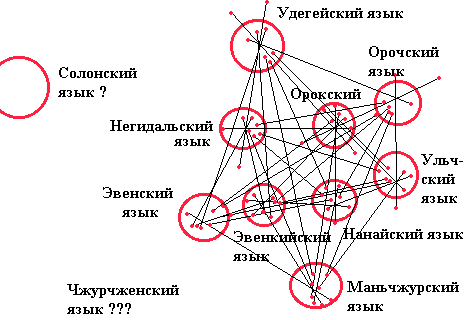 Удегейский язык
Орочский
язык
Солонский
язык ?
Орокский
Негидальский
язык
Ульч-
ский
язык
Эвенский
язык
Эвенкийский
язык
Нанайский язык
Чжурчженский
язык ???
Маньчжурский
язык